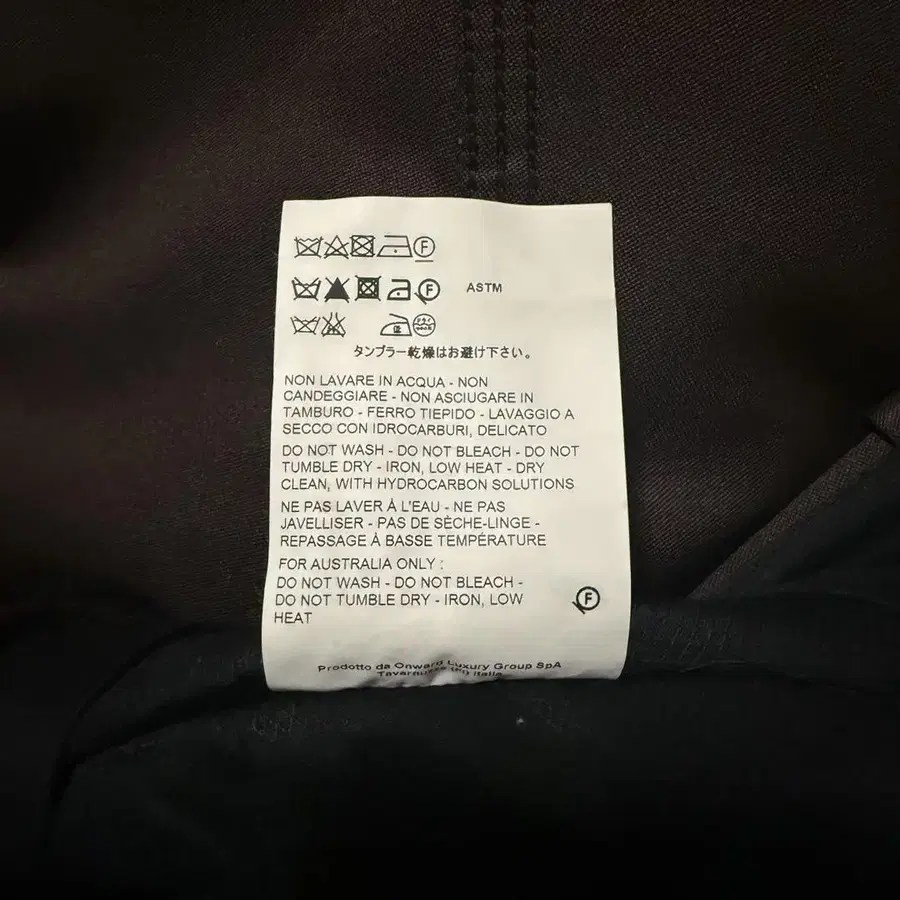 F
F ASTM
ドライ
タンブラー乾燥はお避け下さい。
NON LAVARE IN ACQUA - NON
CANDEGGIARE - NON ASCIUGARE IN
TAMBURO - FERRO TIEPIDO - LAVAGGIO A
SECCO CON IDROCARBURI, DELICATO
DO NOT WASH - DO NOT BLEACH - DO NOT
TUMBLE DRY - IRON, LOW HEAT - DRY
CLEAN, WITH HYDROCARBON SOLUTIONS
NE PAS LAVER À L'EAU - NE PAS
JAVELLISER - PAS DE SÈCHE-LINGE -
REPASSAGE À BASSE TEMPÉRATURE
FOR AUSTRALIA ONLY :
DO NOT WASH - DO NOT BLEACH -
DO NOT TUMBLE DRY - IRON, LOW
HEAT
F
Prodotto da Onward Luxury Group SpA
Italia